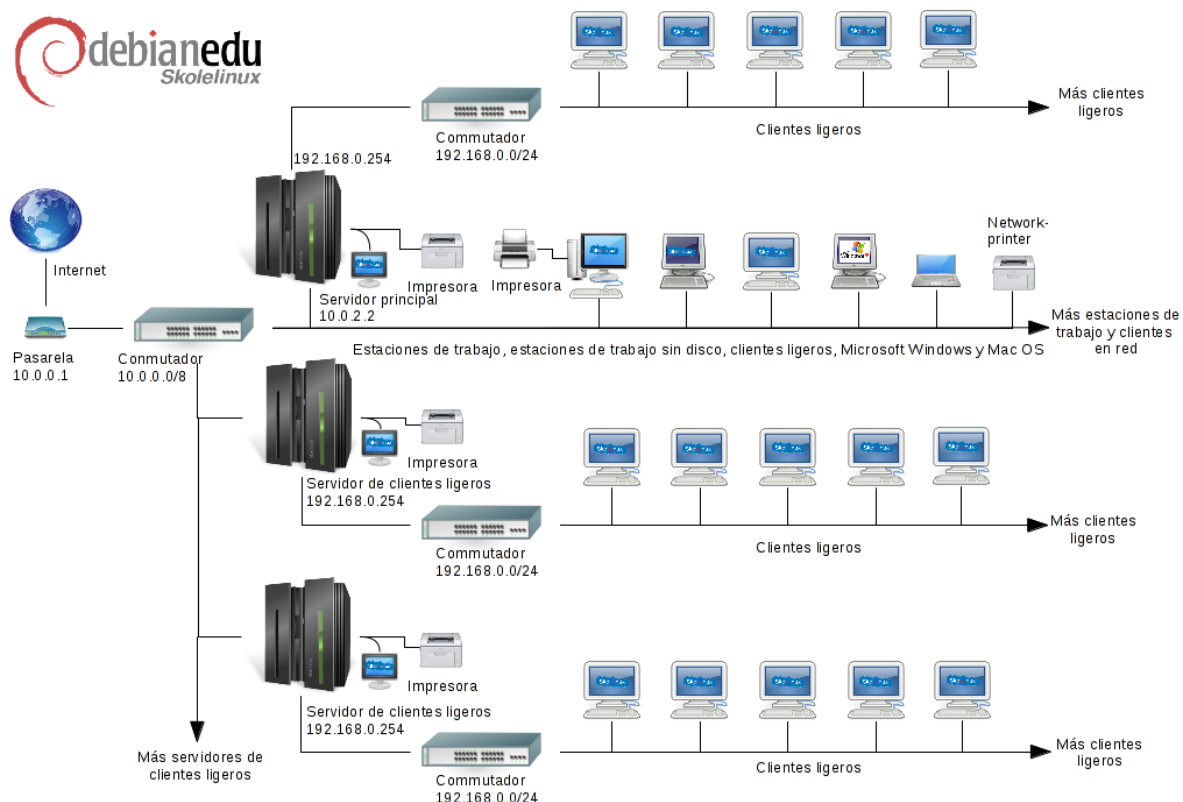 debianedu
Skolelinux
Commutador
192.168.0.0/24
Clientes ligeros
Más clientes
ligeros
192.168.0.254
Internet
Impresora
Impresora
Network-
printer
Servidor principal
10.0.2.2
Pasarela
10.0.0.1
Conmutador
10.0.0.0/8
Estaciones de trabajo, estaciones de trabajo sin disco, clientes ligeros, Microsoft Windows y Mac OS
Más estaciones de
trabajo y clientes
en red
Impresora
Servidor de clientes ligeros
192.168.0.254
Commutador
192.168.0.0/24
Clientes ligeros
Más clientes
ligeros
Impresora
Servidor de clientes ligeros
192.168.0.254
Commutador
192.168.0.0/24
Clientes ligeros
Más clientes
ligeros
Más servidores de
clientes ligeros